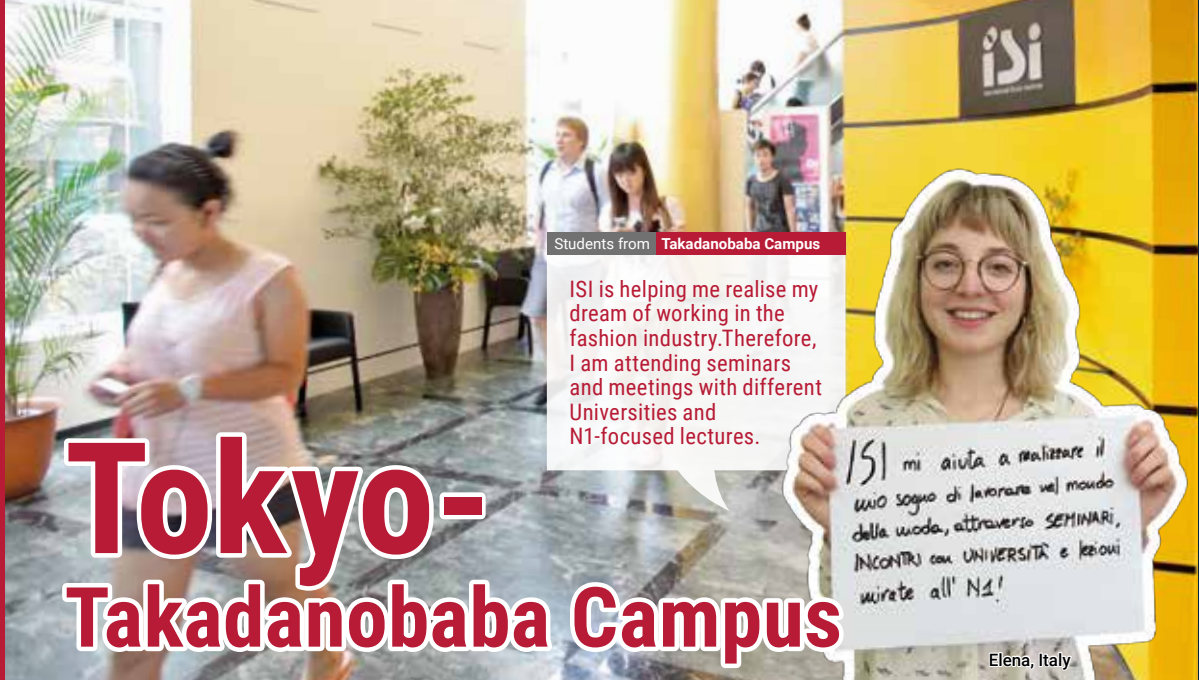 iSi
Students from Takadanobaba Campus
ISI is helping me realise my
dream of working in the
fashion industry.Therefore,
I am attending seminars
and meetings with different
Universities and
N1-focused lectures.
ISI mi aiuta a realizzare il
mio sogno di lavorare nel mondo
della moda, attraverso SEMINARI,
INCONTRI con UNIVERSITÀ e lezioni
mirate all' N1!
Tokyo-
Takadanobaba Campus
Elena, Italy